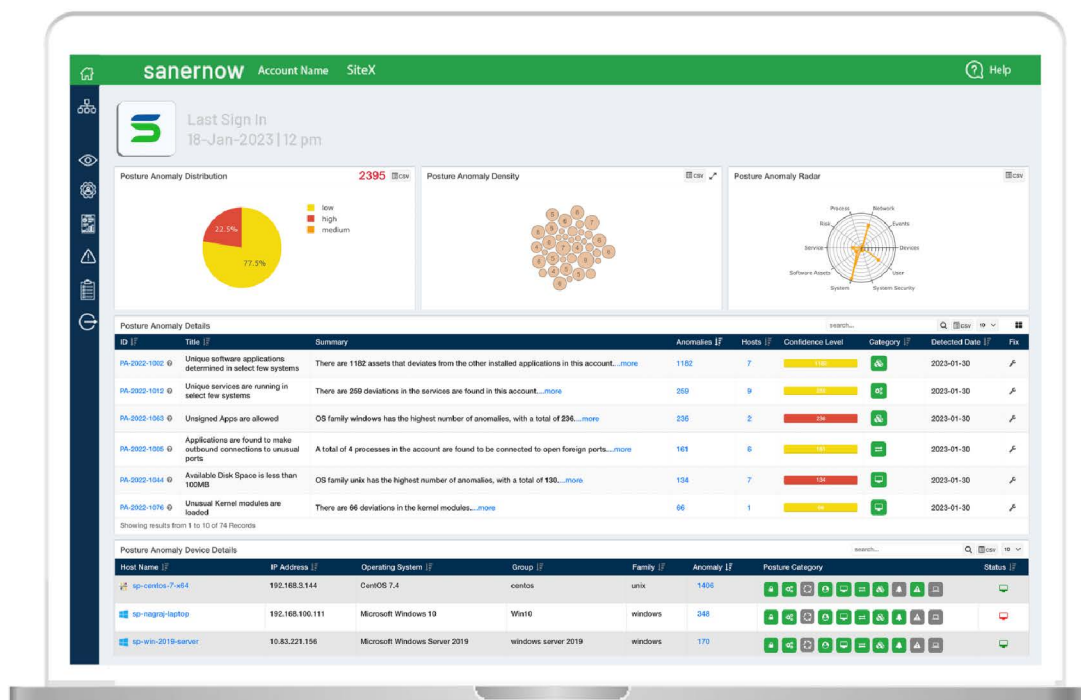 sanernow Account Name SiteX Help
Last Sign In
18-Jan-2023 | 12 pm
Posture Anomaly Distribution 2395 CSV
low
high
medium
22.5%
77.5%
Posture Anomaly Density CSV
Posture Anomaly Radar CSV
Process Network
Risk Events
Service Devices
Software Assets User
System System Security
Posture Anomaly Details search... CSV 10
ID Title Summary Anomalies Hosts Confidence Level Category Detected Date Fix
PA-2022-1002 Unique software applications determined in select few systems There are 1182 assets that deviates from the other installed applications in this account....more 1182 7 1182 2023-01-30
PA-2022-1012 Unique services are running in select few systems There are 259 deviations in the services are found in this account....more 259 9 259 2023-01-30
PA-2022-1063 Unsigned Apps are allowed OS family windows has the highest number of anomalies, with a total of 236....more 236 2 236 2023-01-30
PA-2022-1005 Applications are found to make outbound connections to unusual ports A total of 4 processes in the account are found to be connected to open foreign ports....more 161 6 161 2023-01-30
PA-2022-1044 Available Disk Space is less than 100MB OS family unix has the highest number of anomalies, with a total of 130....more 134 7 134 2023-01-30
PA-2022-1076 Unusual Kernel modules are loaded There are 66 deviations in the kernel modules....more 66 1 66 2023-01-30
Showing results from 1 to 10 of 74 Records
Posture Anomaly Device Details search... CSV 10
Host Name IP Address Operating System Group Family Anomaly Posture Category Status
sp-centos-7-x64 192.168.3.144 CentOS 7.4 centos unix 1406
sp-nagraj-laptop 192.168.100.111 Microsoft Windows 10 Win10 windows 348
sp-win-2019-server 10.83.221.156 Microsoft Windows Server 2019 windows server 2019 windows 170